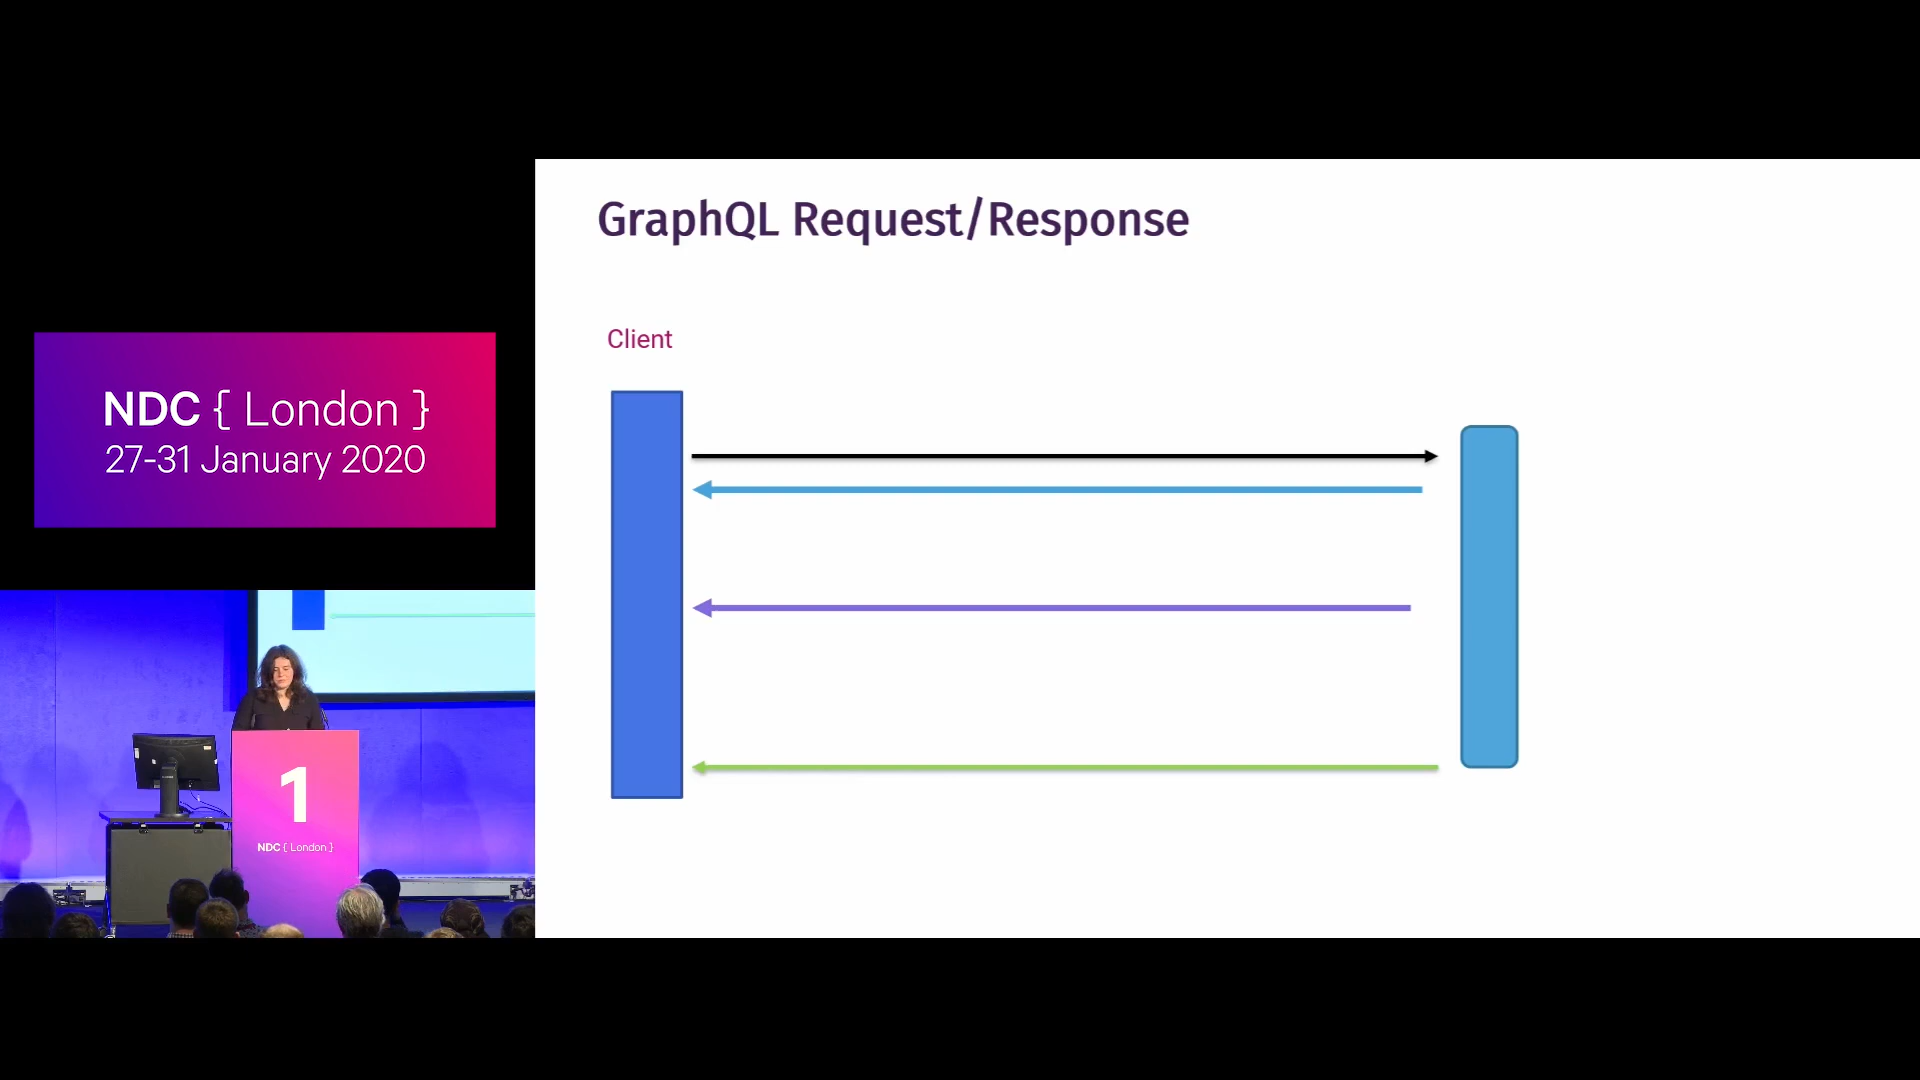 GraphQL Request/Response
Client
NDC { London }
27-31 January 2020
1
NDC { London }